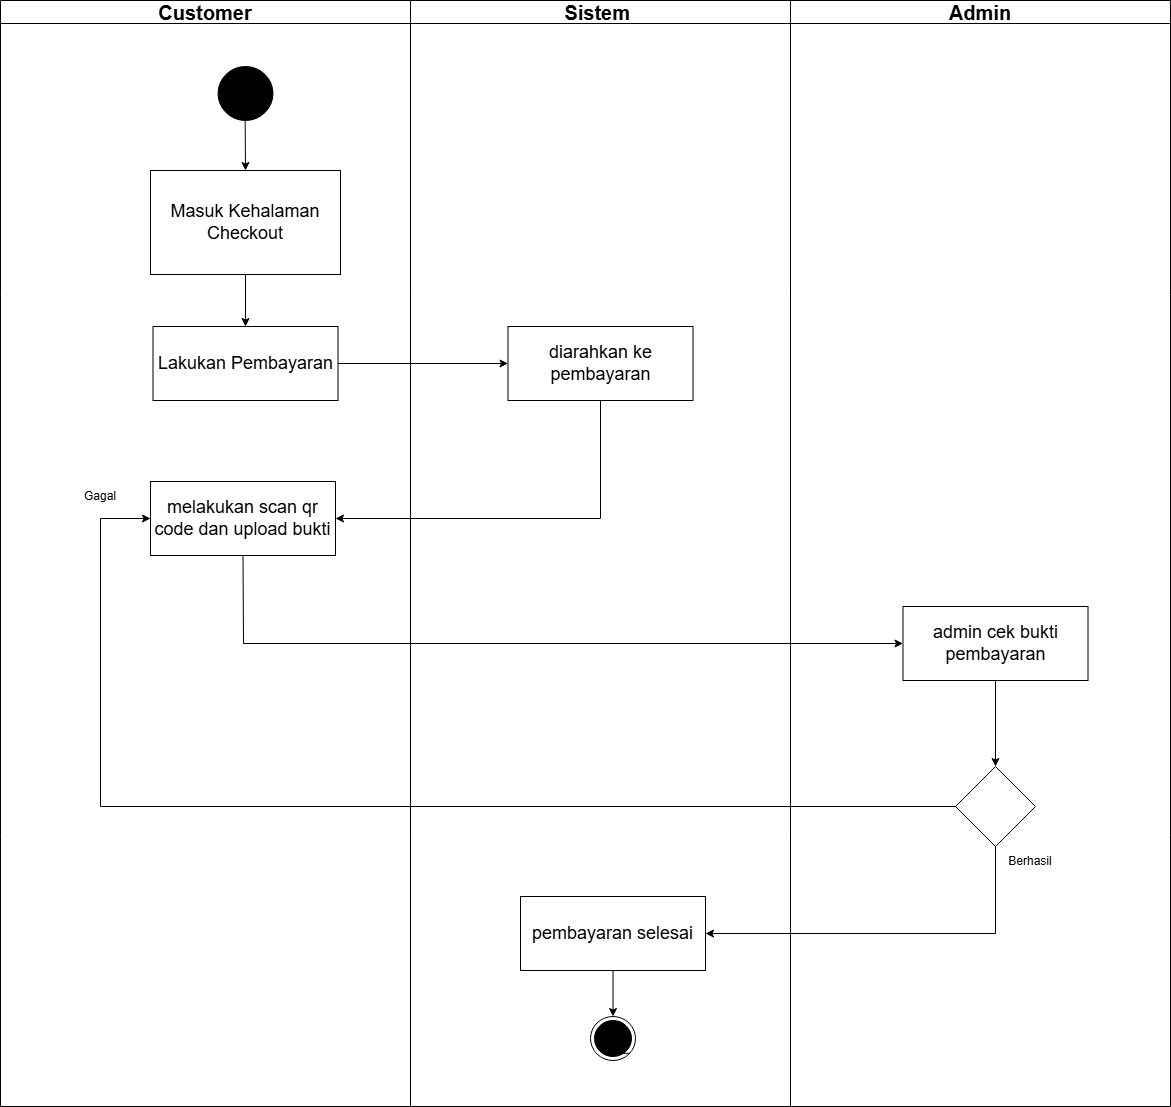 Customer
Sistem
Admin
Masuk Kehalaman
Checkout
Lakukan Pembayaran
diarahkan ke
pembayaran
Gagal
melakukan scan qr
code dan upload bukti
admin cek bukti
pembayaran
Berhasil
pembayaran selesai